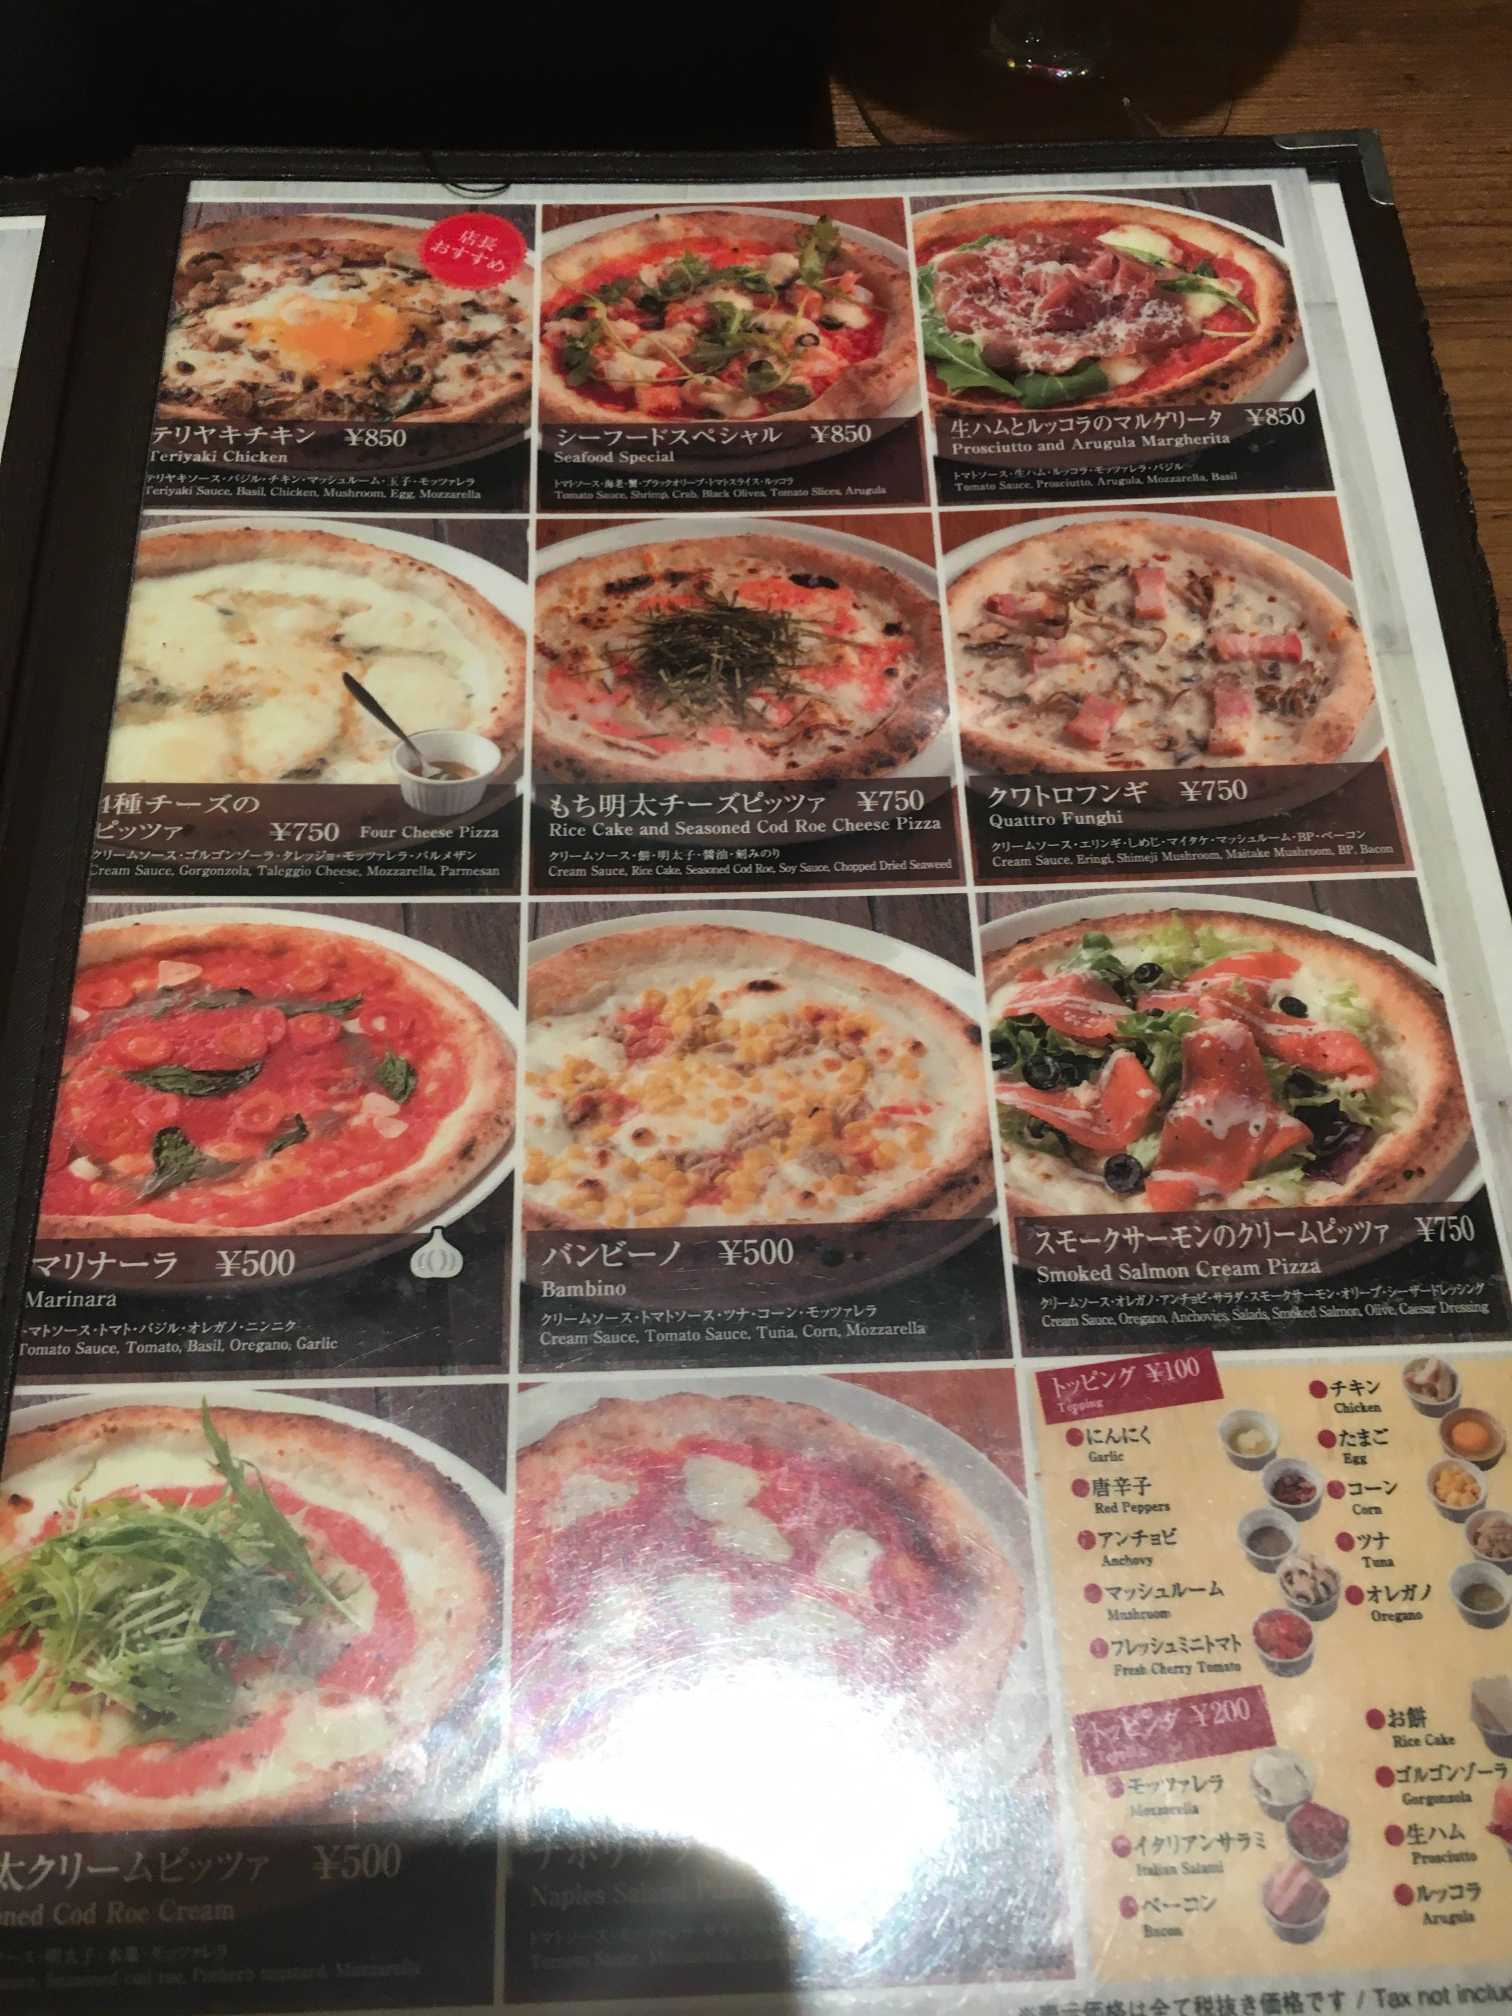 店長
おすすめ
テリヤキチキン ¥850
Teriyaki Chicken
テリヤキソース・バジル・チキン・マッシュルーム・玉子・モッツァレラ
Teriyaki Sauce, Basil, Chicken, Mushroom, Egg, Mozzarella
シーフードスペシャル ¥850
Seafood Special
トマトソース・海老・蟹・ブラックオリーブ・トマトスライス・ルッコラ
Tomato Sauce, Shrimp, Crab, Black Olives, Tomato Slices, Arugula
生ハムとルッコラのマルゲリータ ¥850
Prosciutto and Arugula Margherita
トマトソース・生ハム・ルッコラ・モッツァレラ・バジル
Tomato Sauce, Prosciutto, Arugula, Mozzarella, Basil
4種チーズの
ピッツァ ¥750 Four Cheese Pizza
クリームソース・ゴルゴンゾーラ・タレッジョ・モッツァレラ・パルメザン
Cream Sauce, Gorgonzola, Taleggio Cheese, Mozzarella, Parmesan
もち明太チーズピッツァ ¥750
Rice Cake and Seasoned Cod Roe Cheese Pizza
クリームソース・餅・明太子・醤油・刻みのり
Cream Sauce, Rice Cake, Seasoned Cod Roe, Soy Sauce, Chopped Dried Seaweed
クワトロフンギ ¥750
Quattro Funghi
クリームソース・エリンギ・しめじ・マイタケ・マッシュルーム・BP・ベーコン
Cream Sauce, Eringi, Shimeji Mushroom, Maitake Mushroom, BP, Bacon
マリナーラ ¥500
Marinara
トマトソース・トマト・バジル・オレガノ・ニンニク
Tomato Sauce, Tomato, Basil, Oregano, Garlic
バンビーノ ¥500
Bambino
クリームソース・トマトソース・ツナ・コーン・モッツァレラ
Cream Sauce, Tomato Sauce, Tuna, Corn, Mozzarella
スモークサーモンのクリームピッツァ ¥750
Smoked Salmon Cream Pizza
クリームソース・オレガノ・アンチョビ・サラダ・スモークサーモン・オリーブ・シーザードレッシング
Cream Sauce, Oregano, Anchovies, Salads, Smoked Salmon, Olive, Caesar Dressing
太クリームピッツァ ¥500
Cod Roe Cream
明太子・水菜・モッツァレラ
Seasoned cod roe, Potherb mustard, Mozzarella
Naples Salami
Tomato Sauce,
トッピング ¥100
Topping
にんにく
Garlic
唐辛子
Red Peppers
アンチョビ
Anchovy
マッシュルーム
Mushroom
フレッシュミニトマト
Fresh Cherry Tomato
チキン
Chicken
たまご
Egg
コーン
Corn
ツナ
Tuna
オレガノ
Oregano
トッピング ¥200
モッツァレラ
Mozzarella
イタリアンサラミ
Italian Salami
ベーコン
Bacon
お餅
Rice Cake
ゴルゴンゾーラ
Gorgonzola
生ハム
Prosciutto
ルッコラ
Arugula
※表示価格は全て税抜き価格です / Tax not inclu